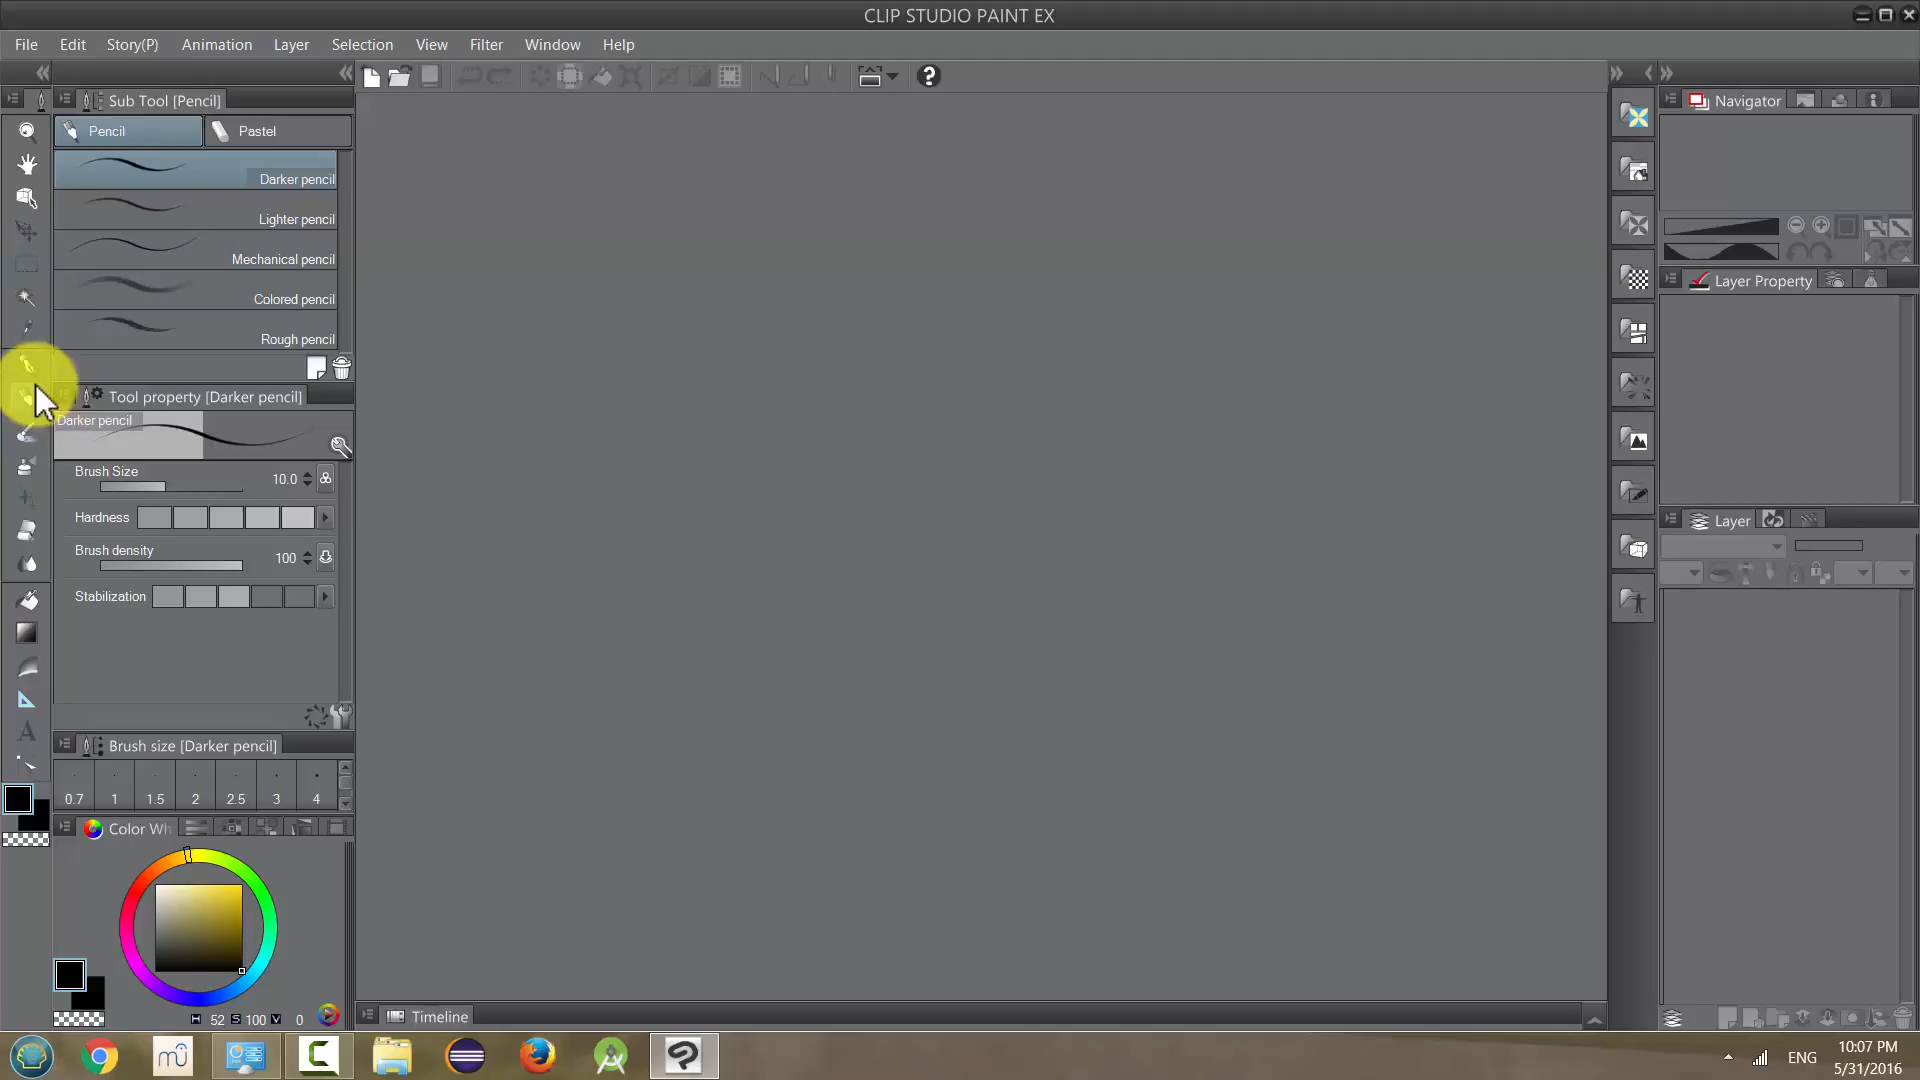 CLIP STUDIO PAINT EX
File Edit Story(P) Animation Layer Selection View Filter Window Help
Sub Tool [Pencil]
Pencil Pastel
Darker pencil
Lighter pencil
Mechanical pencil
Colored pencil
Rough pencil
Tool property [Darker pencil]
Darker pencil
Brush Size 10.0
Hardness
Brush density 100
Stabilization
Brush size [Darker pencil]
0.7 1 1.5 2 2.5 3 4
Color Wh
H 52 S 100 V 0
Timeline
Navigator
Layer Property
Layer
ENG
10:07 PM
5/31/2016